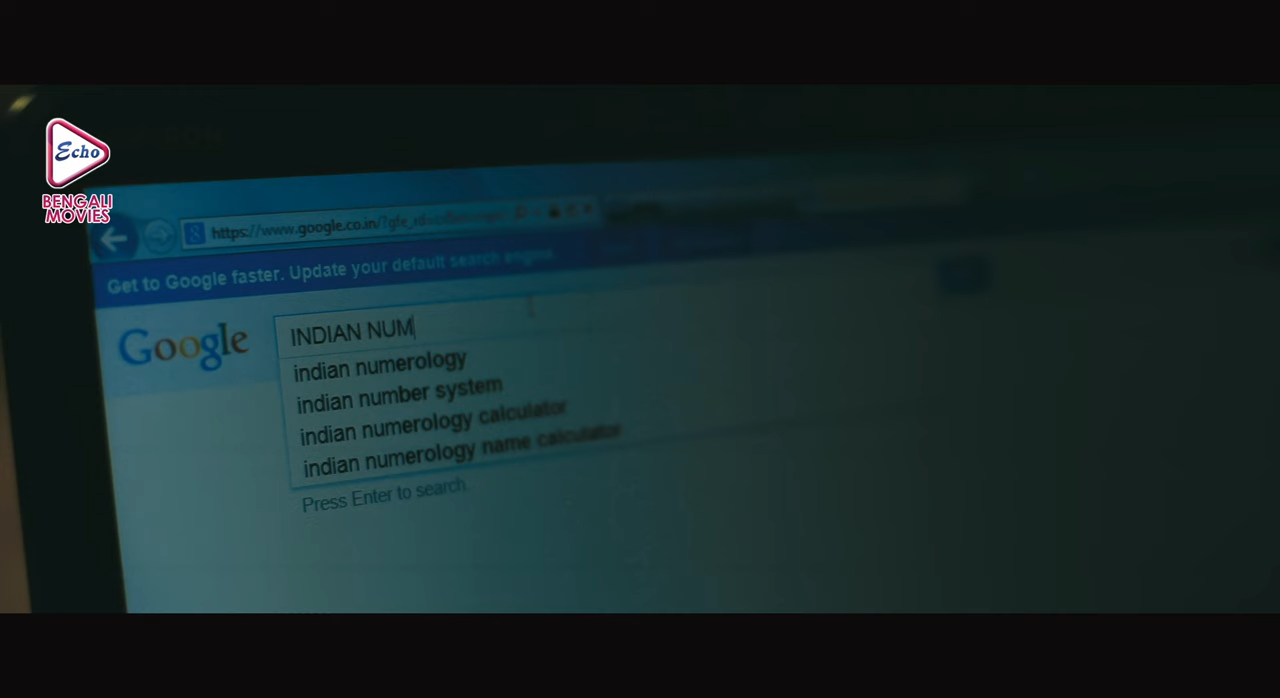 Echo
BENGALI
MOVIES
https://www.google.co.in/?gfe_rd
Get to Google faster. Update your default search engine
Google
INDIAN NUM
indian numerology
indian number system
indian numerology calculator
indian numerology name calculator
Press Enter to search